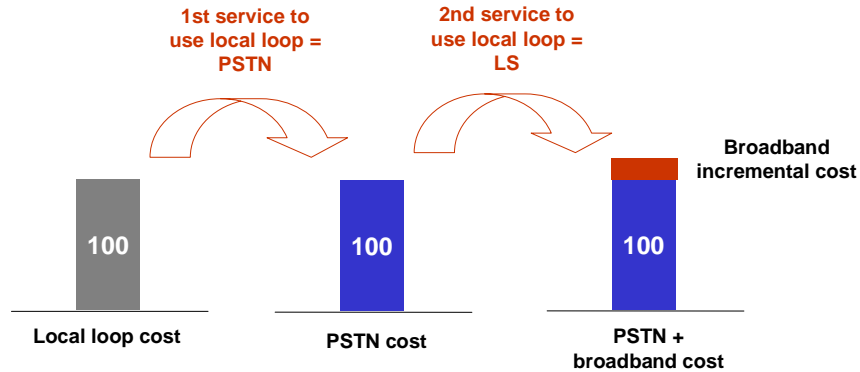 1st service to
use local loop =
PSTN
2nd service to
use local loop =
LS
Broadband
incremental cost
100
100
100
Local loop cost
PSTN cost
PSTN +
broadband cost